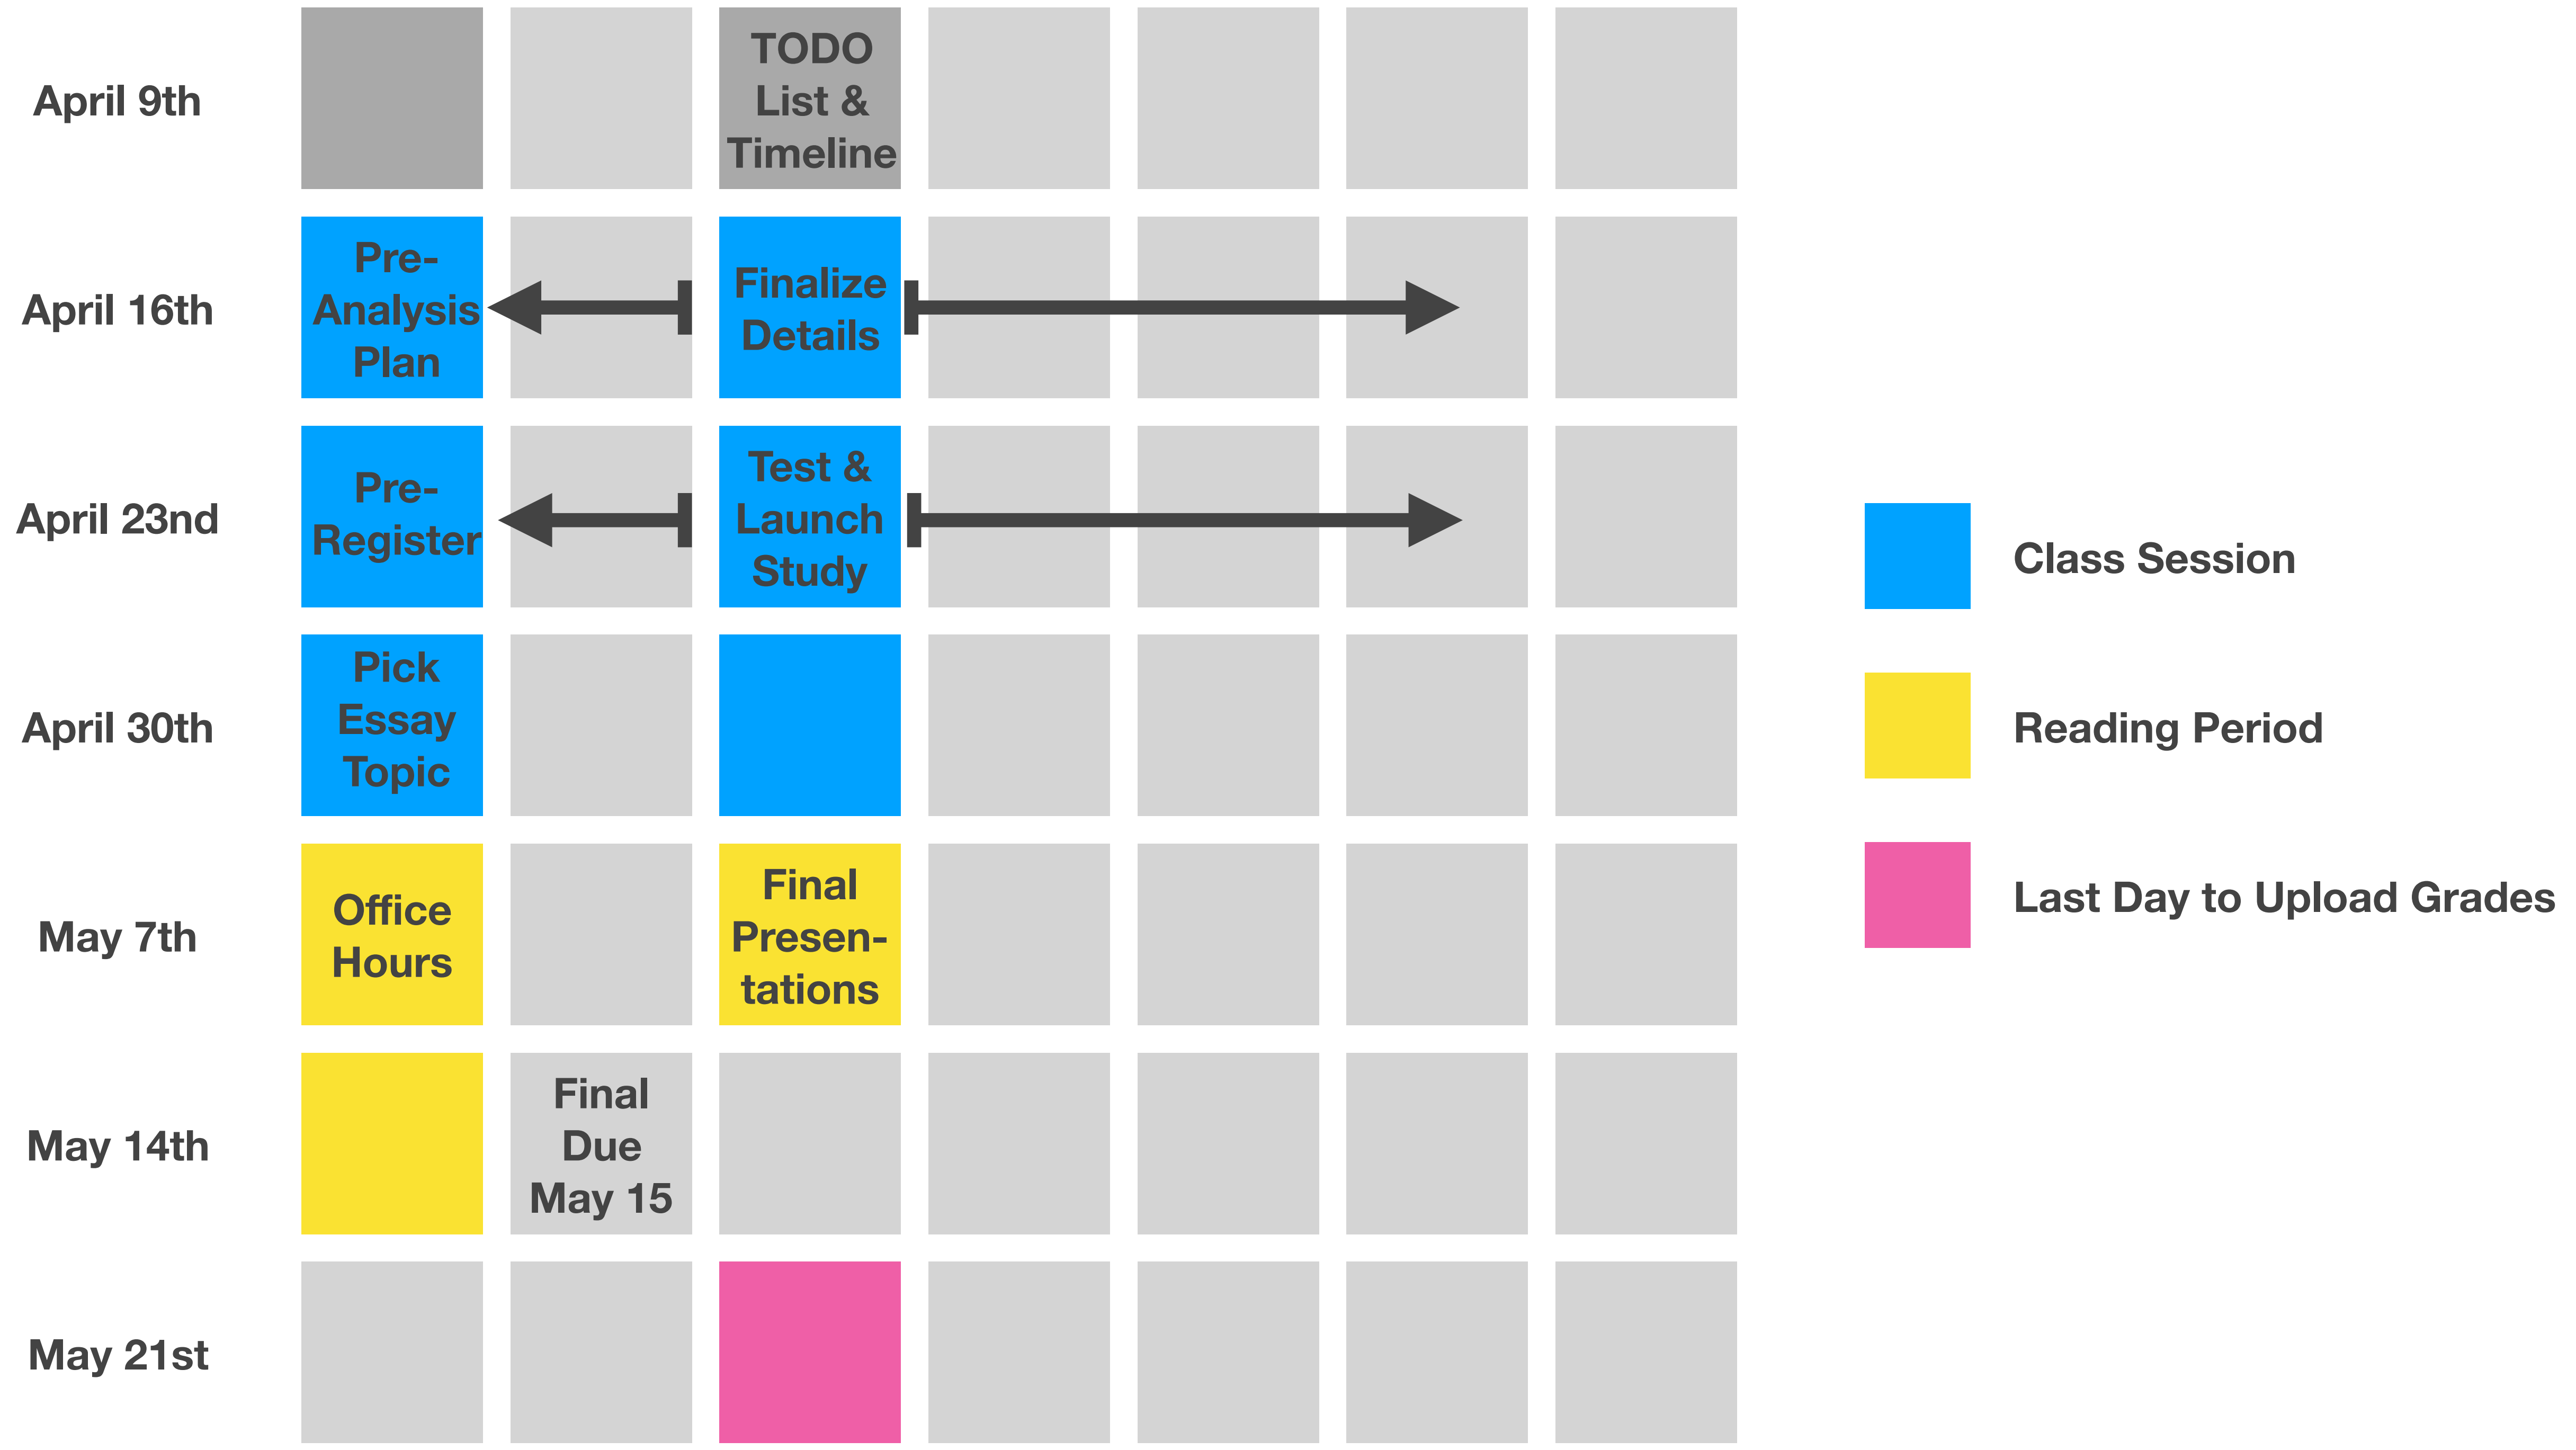 April 9th
TODO
List &
Timeline
April 16th
Pre-
Analysis
Plan
Finalize
Details
April 23nd
Pre-
Register
Test &
Launch
Study
April 30th
Pick
Essay
Topic
May 7th
Office
Hours
Final
Presen-
tations
May 14th
Final
Due
May 15
May 21st
Class Session
Reading Period
Last Day to Upload Grades